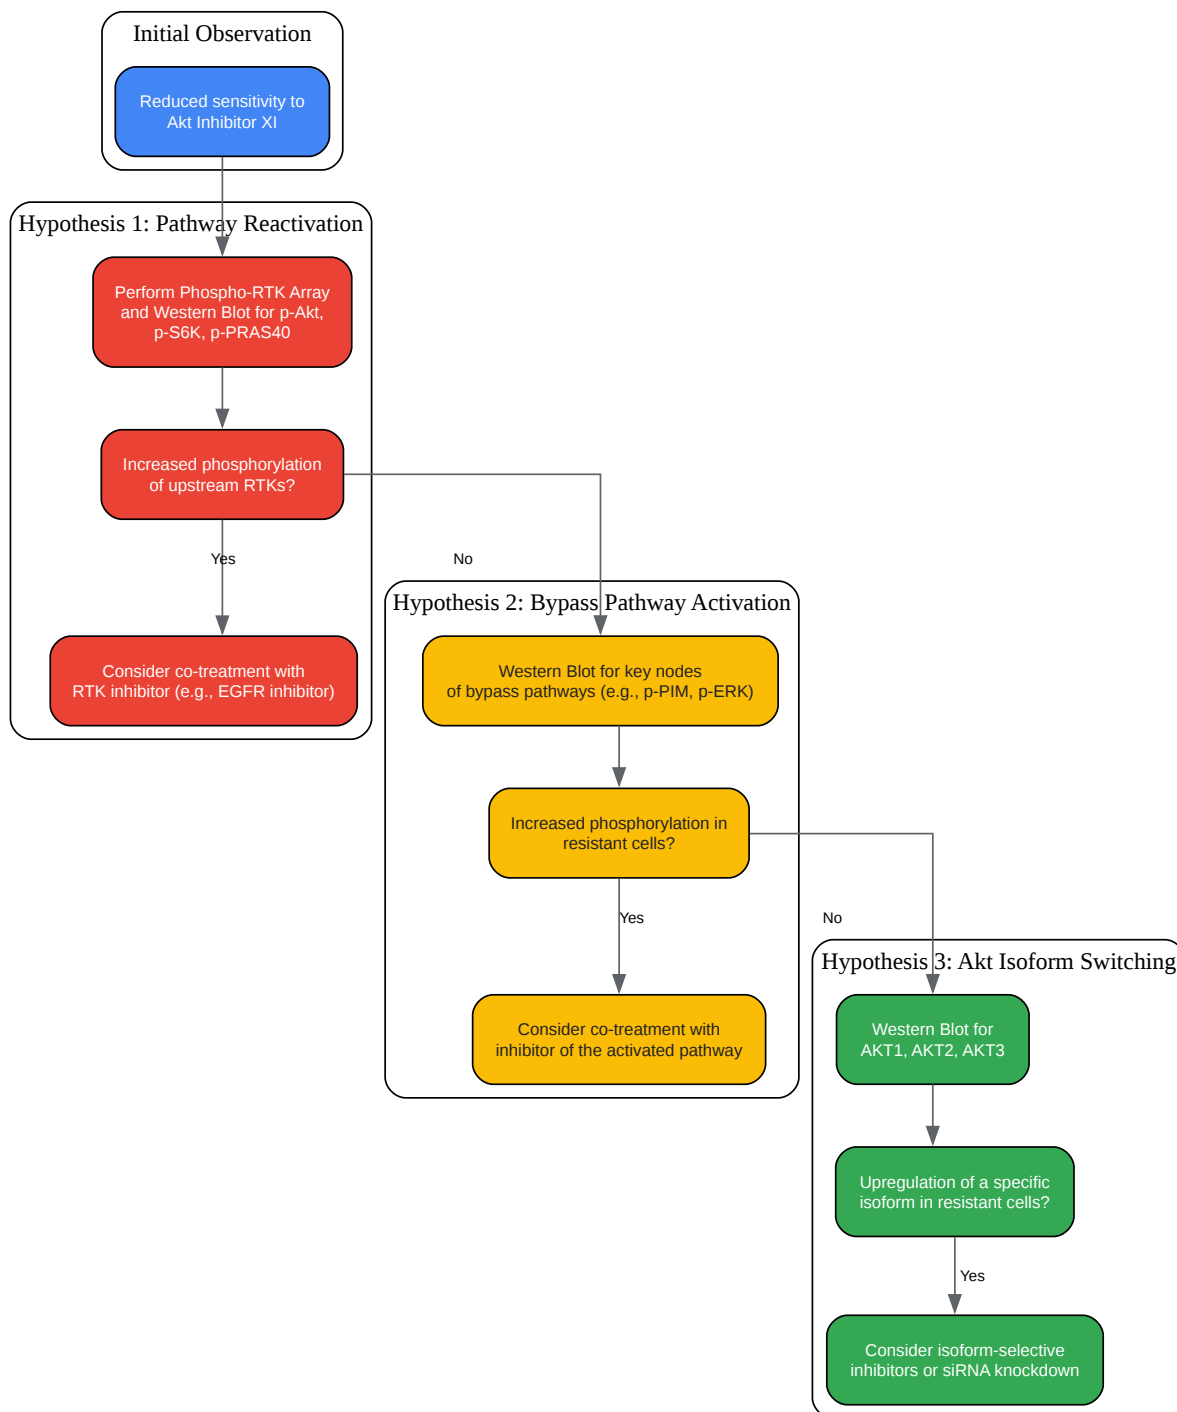 Initial Observation
Reduced sensitivity to
Akt Inhibitor XI
Hypothesis 1: Pathway Reactivation
Perform Phospho-RTK Array
and Western Blot for p-Akt,
p-S6K, p-PRAS40
Increased phosphorylation
of upstream RTKs?
Yes
No
Consider co-treatment with
RTK inhibitor (e.g., EGFR inhibitor)
Hypothesis 2: Bypass Pathway Activation
Western Blot for key nodes
of bypass pathways (e.g., p-PIM, p-ERK)
Increased phosphorylation in
resistant cells?
Yes
No
Consider co-treatment with
inhibitor of the activated pathway
Hypothesis 3: Akt Isoform Switching
Western Blot for
AKT1, AKT2, AKT3
Upregulation of a specific
isoform in resistant cells?
Yes
Consider isoform-selective
inhibitors or siRNA knockdown